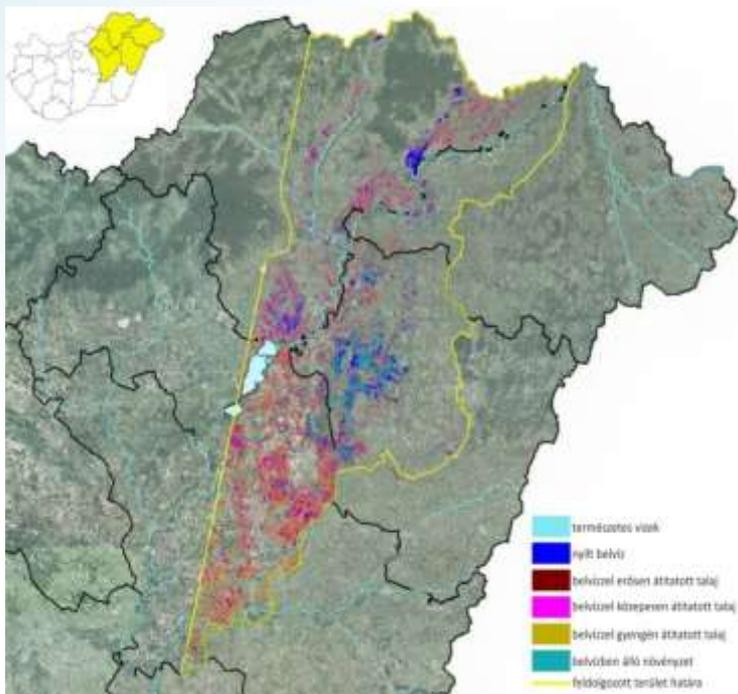 természetes vizek
nyílt belvíz
belvízzel erősen átitatott talaj
belvízzel közepesen átitatott talaj
belvízzel gyengén átitatott talaj
belvízben álló növényzet
feldolgozott terület határa